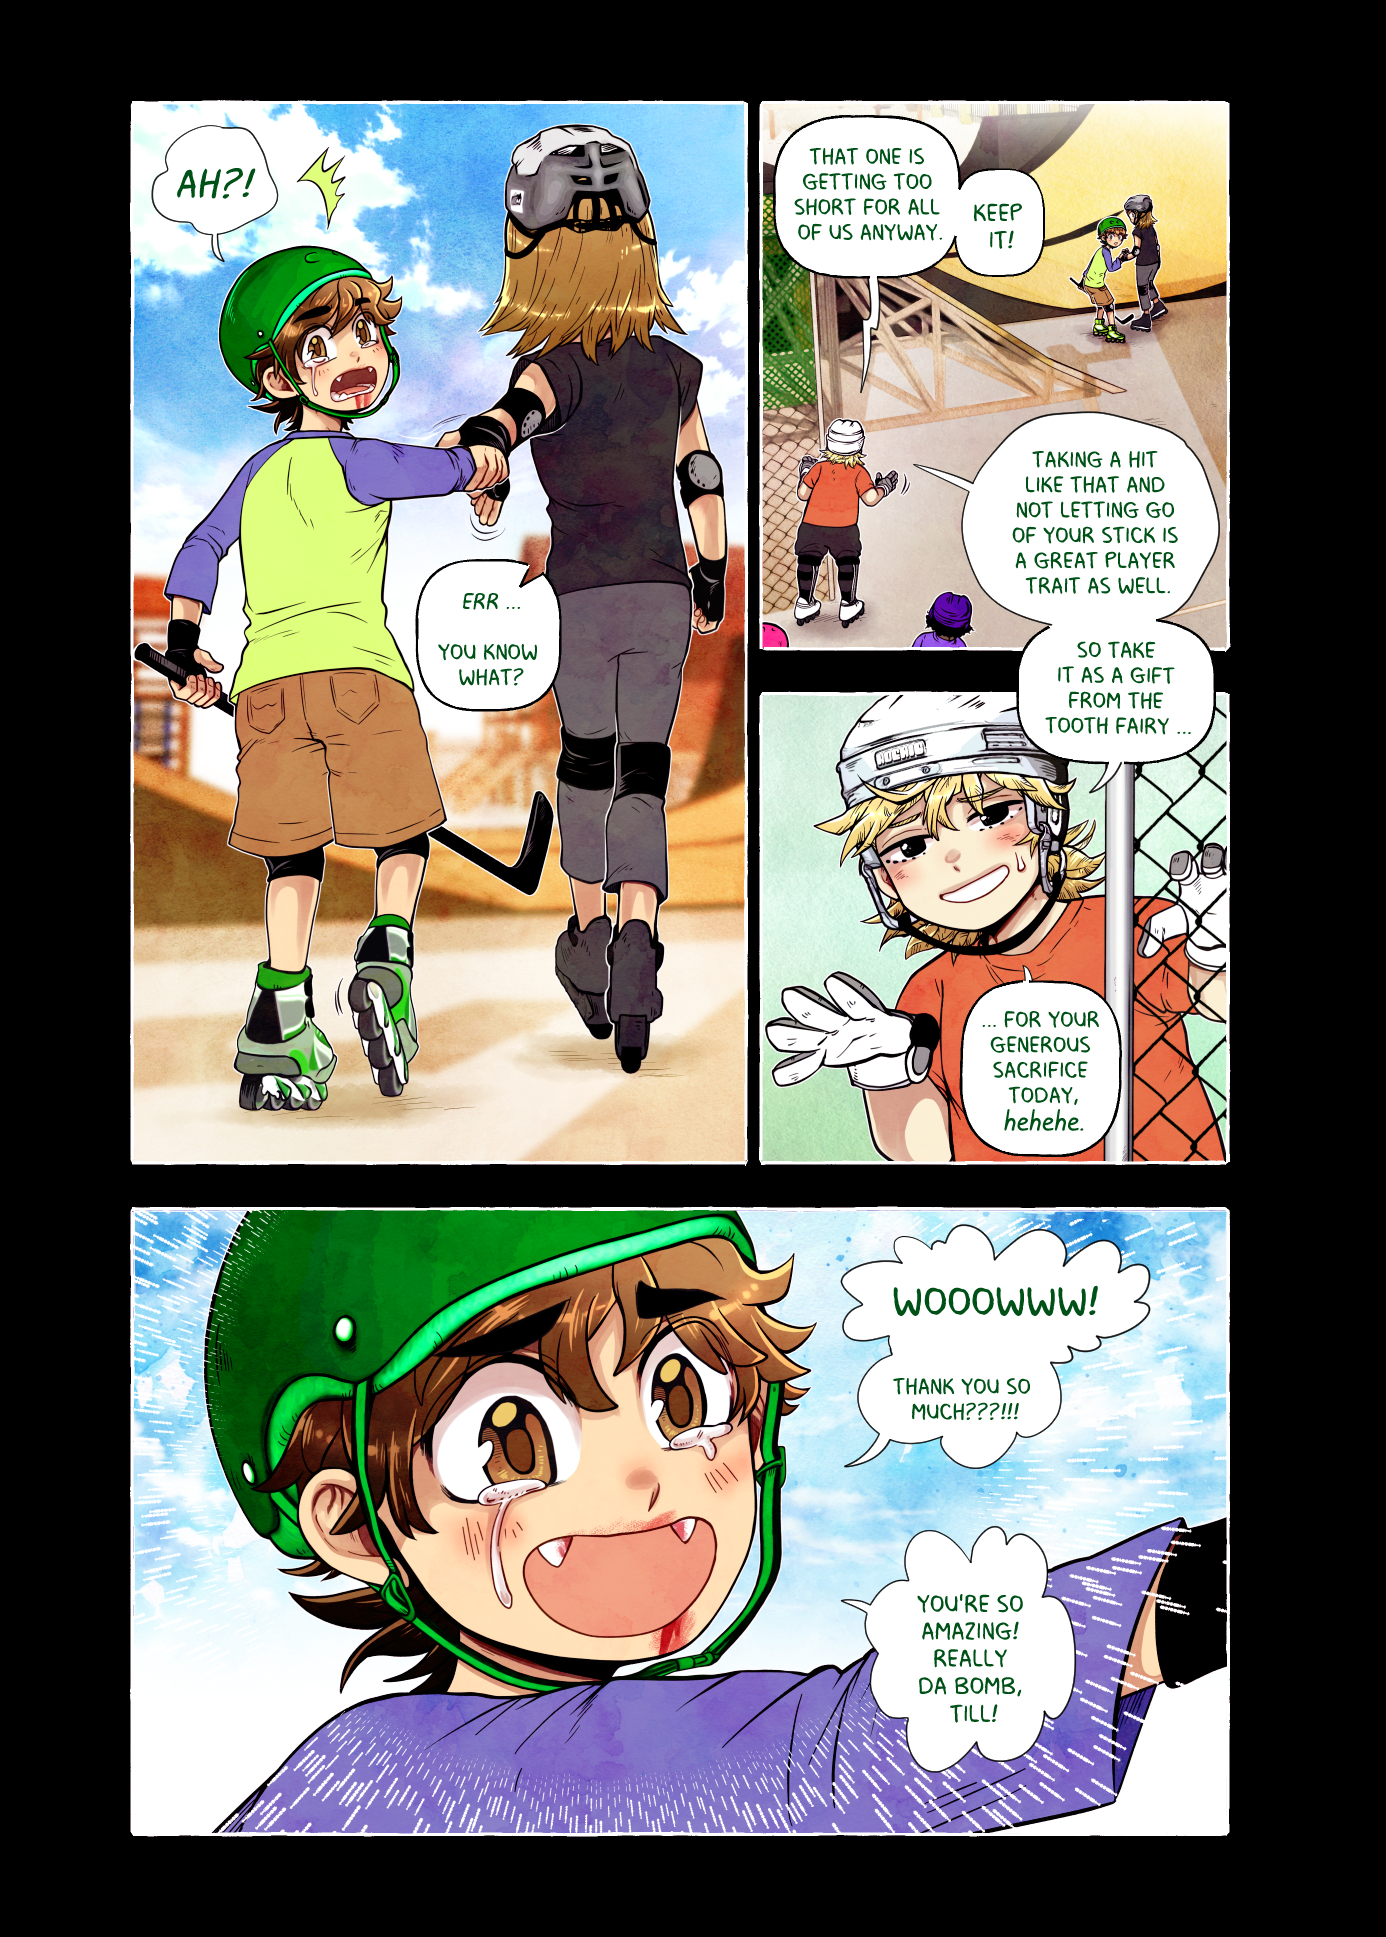 AH?!
ERR ...
YOU KNOW
WHAT?
THAT ONE IS
GETTING TOO
SHORT FOR ALL
OF US ANYWAY.
KEEP
IT!
TAKING A HIT
LIKE THAT AND
NOT LETTING GO
OF YOUR STICK IS
A GREAT PLAYER
TRAIT AS WELL.
SO TAKE
IT AS A GIFT
FROM THE
TOOTH FAIRY ...
HOCKEY
... FOR YOUR
GENEROUS
SACRIFICE
TODAY,
hehehe.
WOOOWWW!
THANK YOU SO
MUCH???!!!
YOU'RE SO
AMAZING!
REALLY
DA BOMB,
TILL!